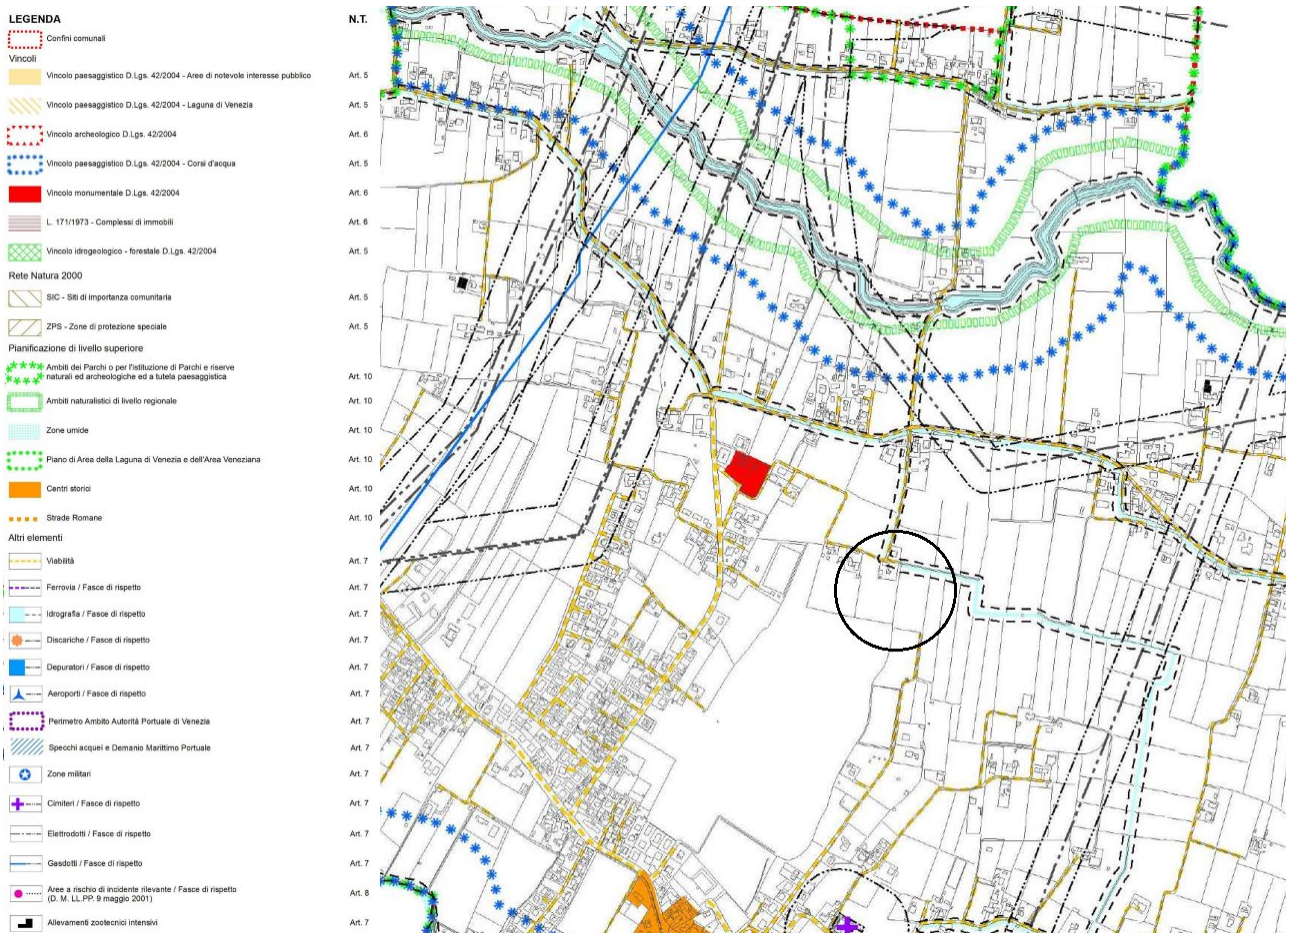 LEGENDA N.T.
Confini comunali
Vincoli
Vincolo paesaggistico D.Lgs. 42/2004 - Aree di notevole interesse pubblico Art. 5
Vincolo paesaggistico D.Lgs. 42/2004 - Laguna di Venezia Art. 5
Vincolo archeologico D.Lgs. 42/2004 Art. 6
Vincolo paesaggistico D.Lgs. 42/2004 - Corsi d'acqua Art. 5
Vincolo monumentale D.Lgs. 42/2004 Art. 6
L. 171/1973 - Complessi di immobili Art. 6
Vincolo idrogeologico - forestale D.Lgs. 42/2004 Art. 5
Rete Natura 2000
SIC - Siti di importanza comunitaria Art. 5
ZPS - Zone di protezione speciale Art. 5
Pianificazione di livello superiore
Ambiti dei Parchi o per l'istituzione di Parchi e riserve
naturali ed archeologiche ed a tutela paesaggistica Art. 10
Ambiti naturalistici di livello regionale Art. 10
Zone umide Art. 10
Piano di Area della Laguna di Venezia e dell'Area Veneziana Art. 10
Centri storici Art. 10
Strade Romane Art. 10
Altri elementi
Viabilità Art. 7
Ferrovia / Fasce di rispetto Art. 7
Idrografia / Fasce di rispetto Art. 7
Discariche / Fasce di rispetto Art. 7
Depuratori / Fasce di rispetto Art. 7
Aeroporti / Fasce di rispetto Art. 7
Perimetro Ambito Autorità Portuale di Venezia Art. 7
Specchi acquei e Demanio Marittimo Portuale Art. 7
Zone militari Art. 7
Cimiteri / Fasce di rispetto Art. 7
Elettrodotti / Fasce di rispetto Art. 7
Gasdotti / Fasce di rispetto Art. 7
Aree a rischio di incidente rilevante / Fasce di rispetto
(D. M. LL.PP. 9 maggio 2001) Art. 8
Allevamenti zootecnici intensivi Art. 7